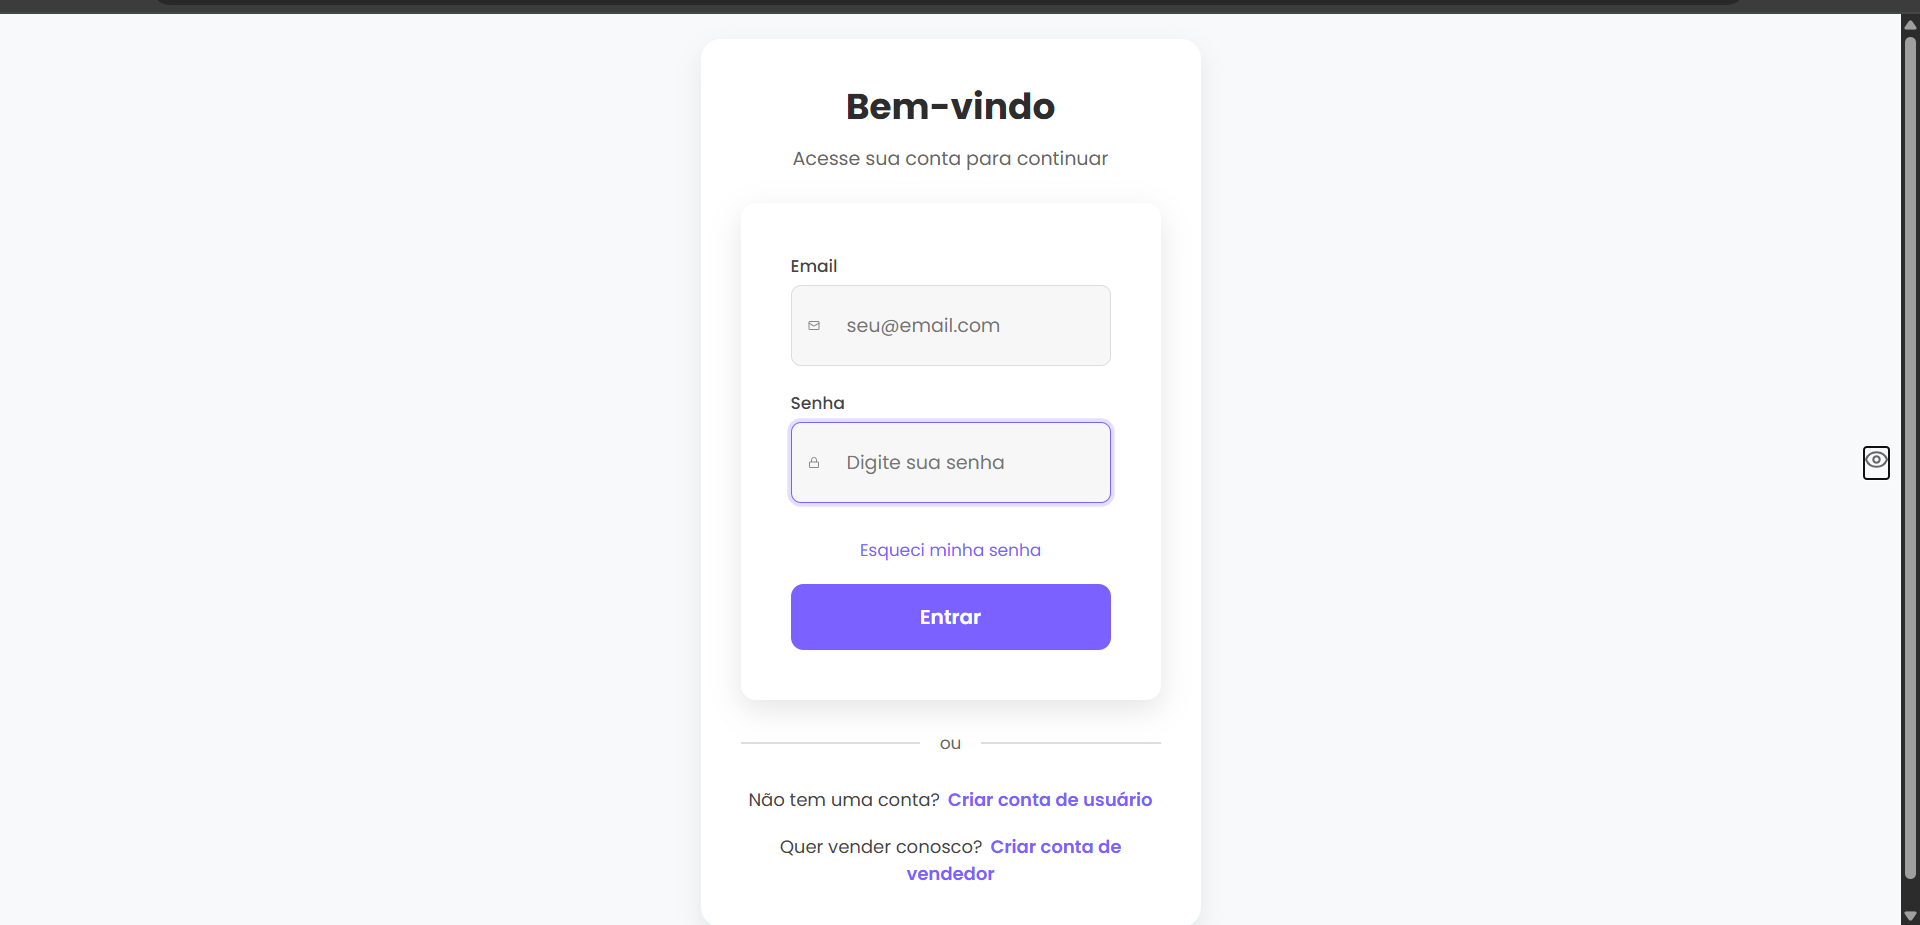 Bem-vindo
Acesse sua conta para continuar
Email
seu@email.com
Senha
Digite sua senha
Esqueci minha senha
Entrar
ou
Não tem uma conta? Criar conta de usuário
Quer vender conosco? Criar conta de
vendedor